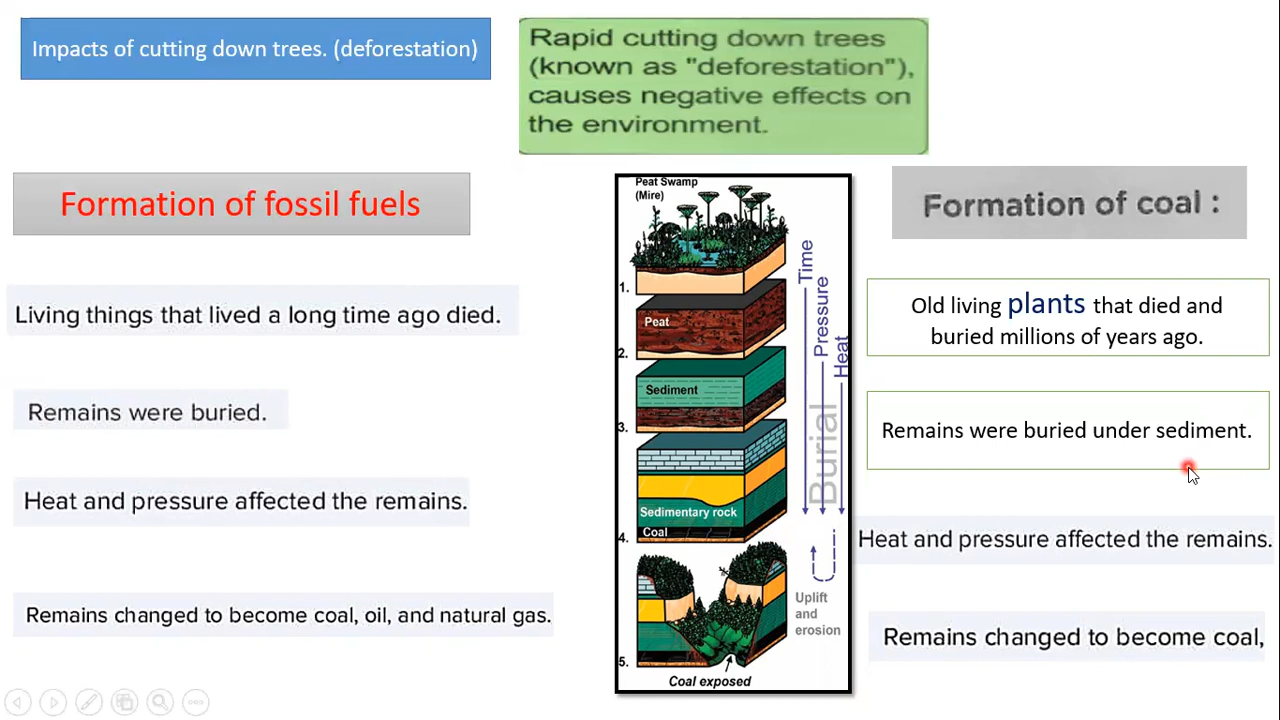 Impacts of cutting down trees. (deforestation)
Rapid cutting down trees
(known as "deforestation"),
causes negative effects on
the environment.
Formation of fossil fuels
Living things that lived a long time ago died.
Remains were buried.
Heat and pressure affected the remains.
Remains changed to become coal, oil, and natural gas.
Peat Swamp
(Mire)
1.
Peat
2.
Sediment
3.
Sedimentary rock
Coal
4.
5.
Coal exposed
Time
Pressure
Heat
Burial
Uplift
and
erosion
Formation of coal :
Old living plants that died and
buried millions of years ago.
Remains were buried under sediment.
Heat and pressure affected the remains.
Remains changed to become coal,